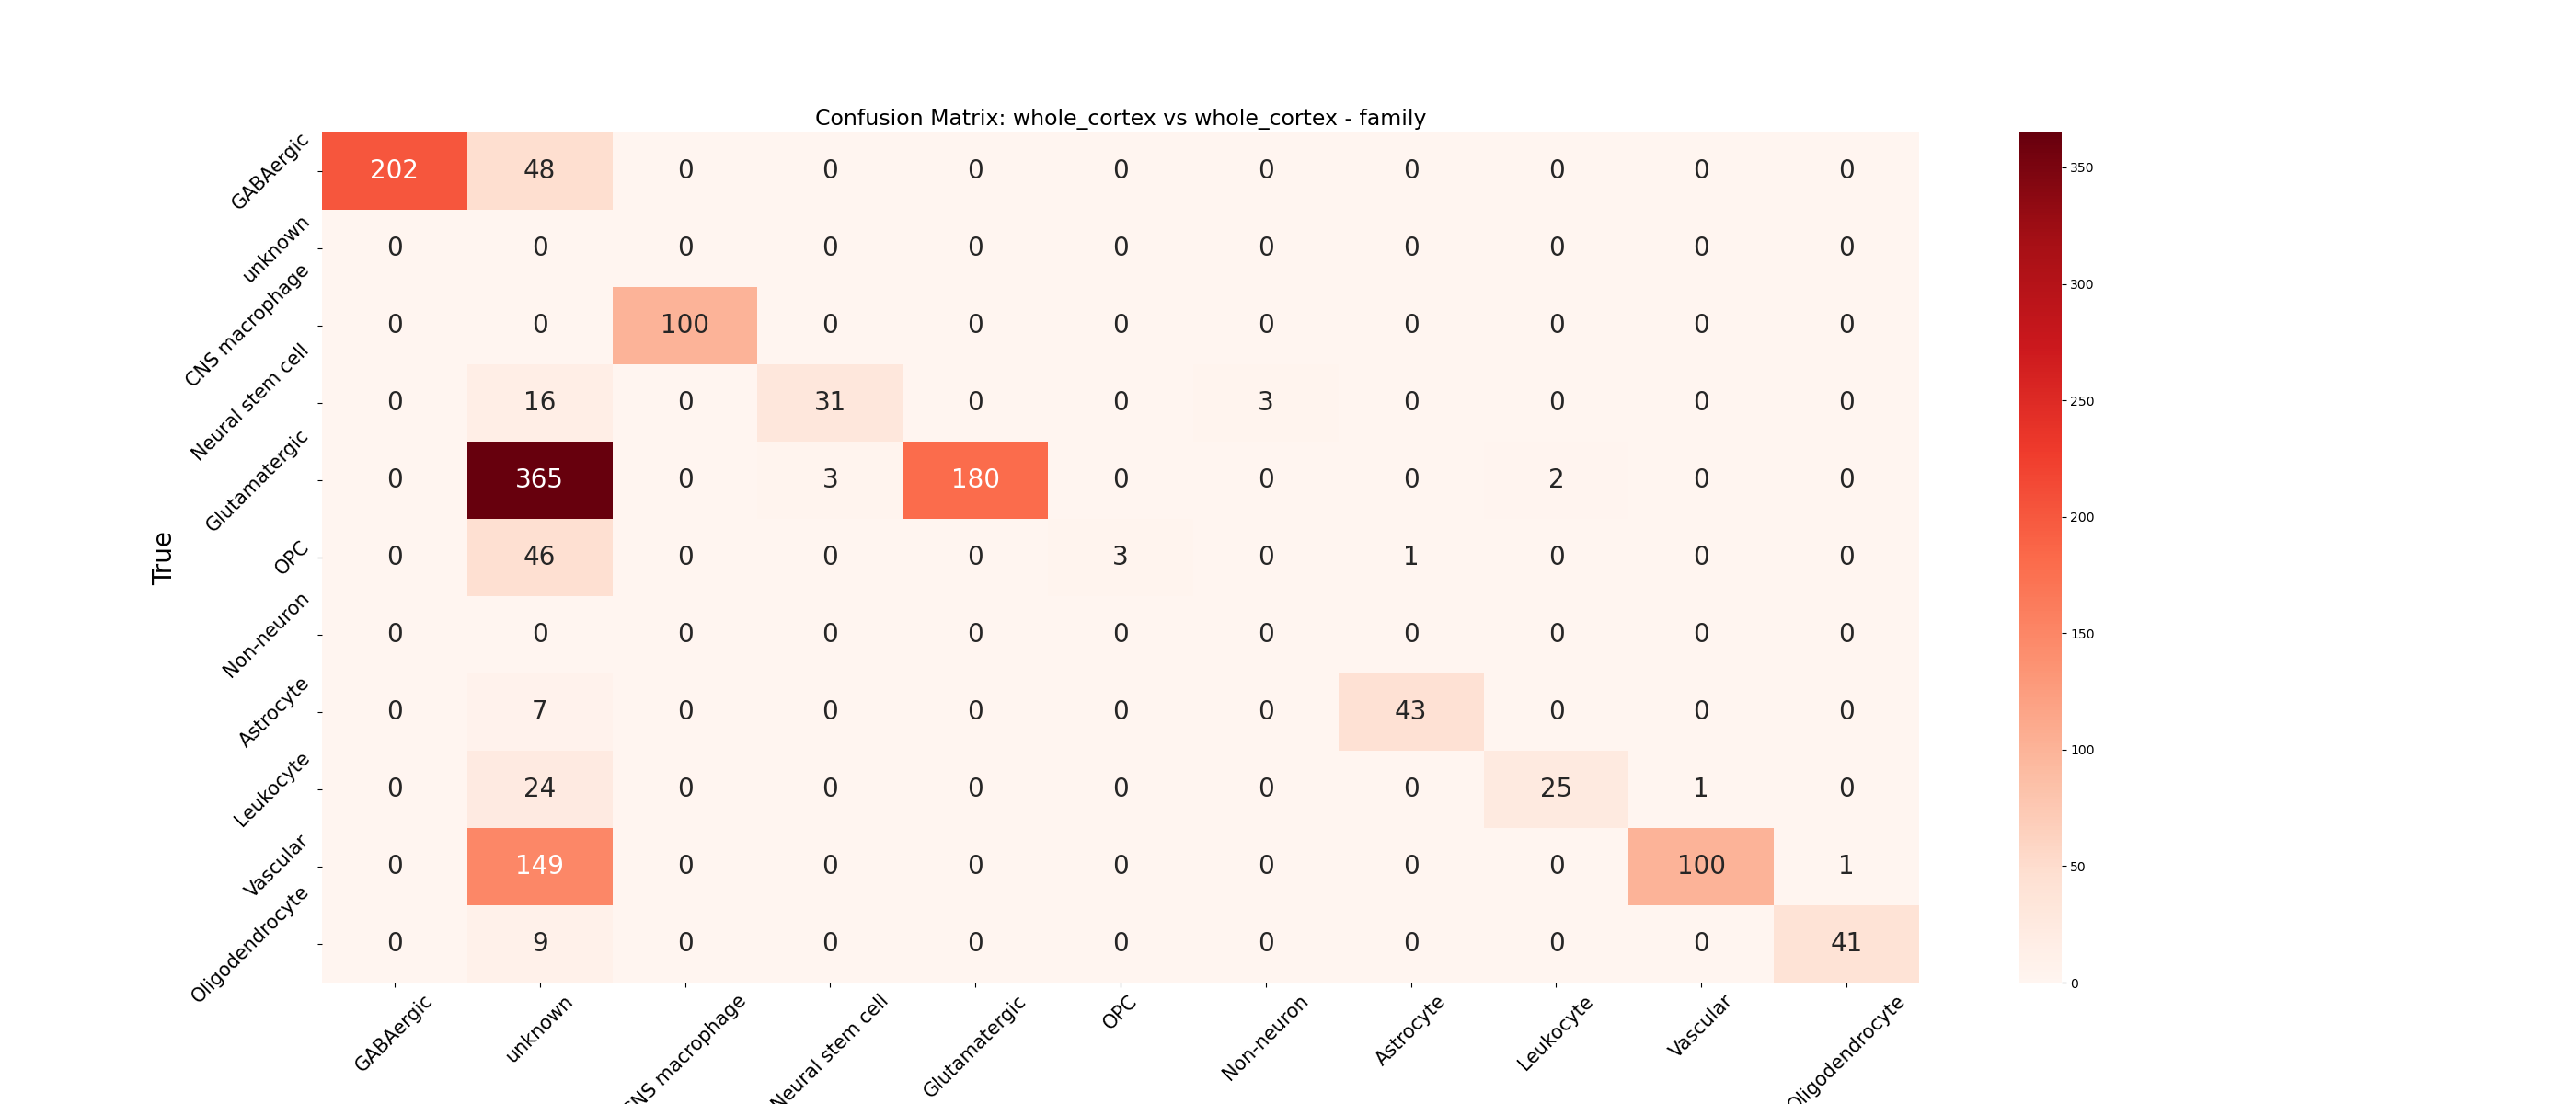 Confusion Matrix: whole_cortex vs whole_cortex - family
True
GABAergic 202 48 0 0 0 0 0 0 0 0 0
unknown 0 0 0 0 0 0 0 0 0 0 0
CNS macrophage 0 0 100 0 0 0 0 0 0 0 0
Neural stem cell 0 16 0 31 0 0 3 0 0 0 0
Glutamatergic 0 365 0 3 180 0 0 0 2 0 0
OPC 0 46 0 0 0 3 0 1 0 0 0
Non-neuron 0 0 0 0 0 0 0 0 0 0 0
Astrocyte 0 7 0 0 0 0 0 43 0 0 0
Leukocyte 0 24 0 0 0 0 0 0 25 1 0
Vascular 0 149 0 0 0 0 0 0 0 100 1
Oligodendrocyte 0 9 0 0 0 0 0 0 0 0 41
GABAergic
unknown
CNS macrophage
Neural stem cell
Glutamatergic
OPC
Non-neuron
Astrocyte
Leukocyte
Vascular
Oligodendrocyte
350
300
250
200
150
100
50
0